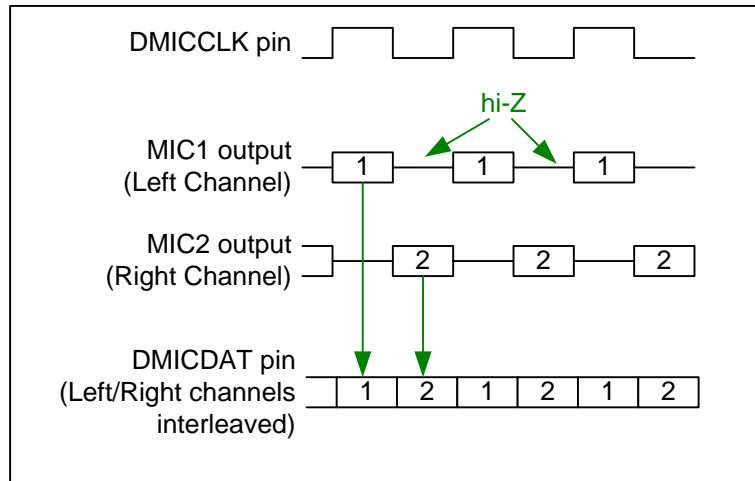 DMICCLK pin
hi-Z
MIC1 output
(Left Channel)
1 1 1
MIC2 output
(Right Channel)
2 2 2
DMICDAT pin
(Left/Right channels
interleaved)
1 2 1 2 1 2